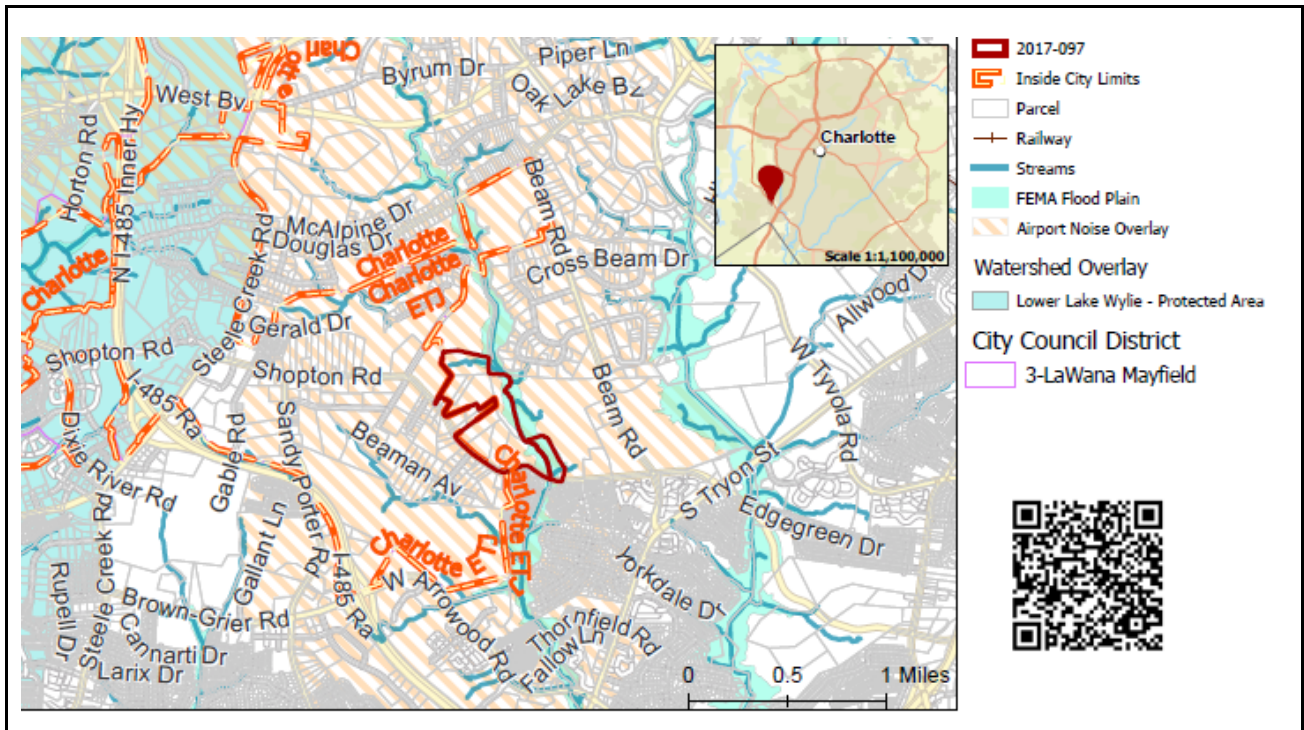 Piper Ln
Byrum Dr
Oak Lake Bv
West Bv
Charlotte
Horton Rd
N I-485 Inner Hy
Beam Rd
McAlpine Dr
Douglas Dr
Charlotte
Charlotte
ETJ
Charlotte
Cross Beam Dr
Steele Creek Rd
Gerald Dr
Allwood Dr
Shopton Rd
Shopton Rd
W Tyvola Rd
I-485 Ra
Beam Rd
Dixie River Rd
Gable Rd
Sandy Porter Rd
Beaman Av
Charlotte ETJ
S Tryon St
Edgegreen Dr
Steele Creek Rd
Gallant Ln
I-485 Ra
W Arrowood Rd
Yorkdale Dr
Rupell Dr
Brown-Grier Rd
Cannarti Dr
Larix Dr
Thornfield Rd
Fallow Ln
0 0.5 1 Miles
Charlotte
Scale 1:1,100,000
2017-097
Inside City Limits
Parcel
Railway
Streams
FEMA Flood Plain
Airport Noise Overlay
Watershed Overlay
Lower Lake Wylie - Protected Area
City Council District
3-LaWana Mayfield